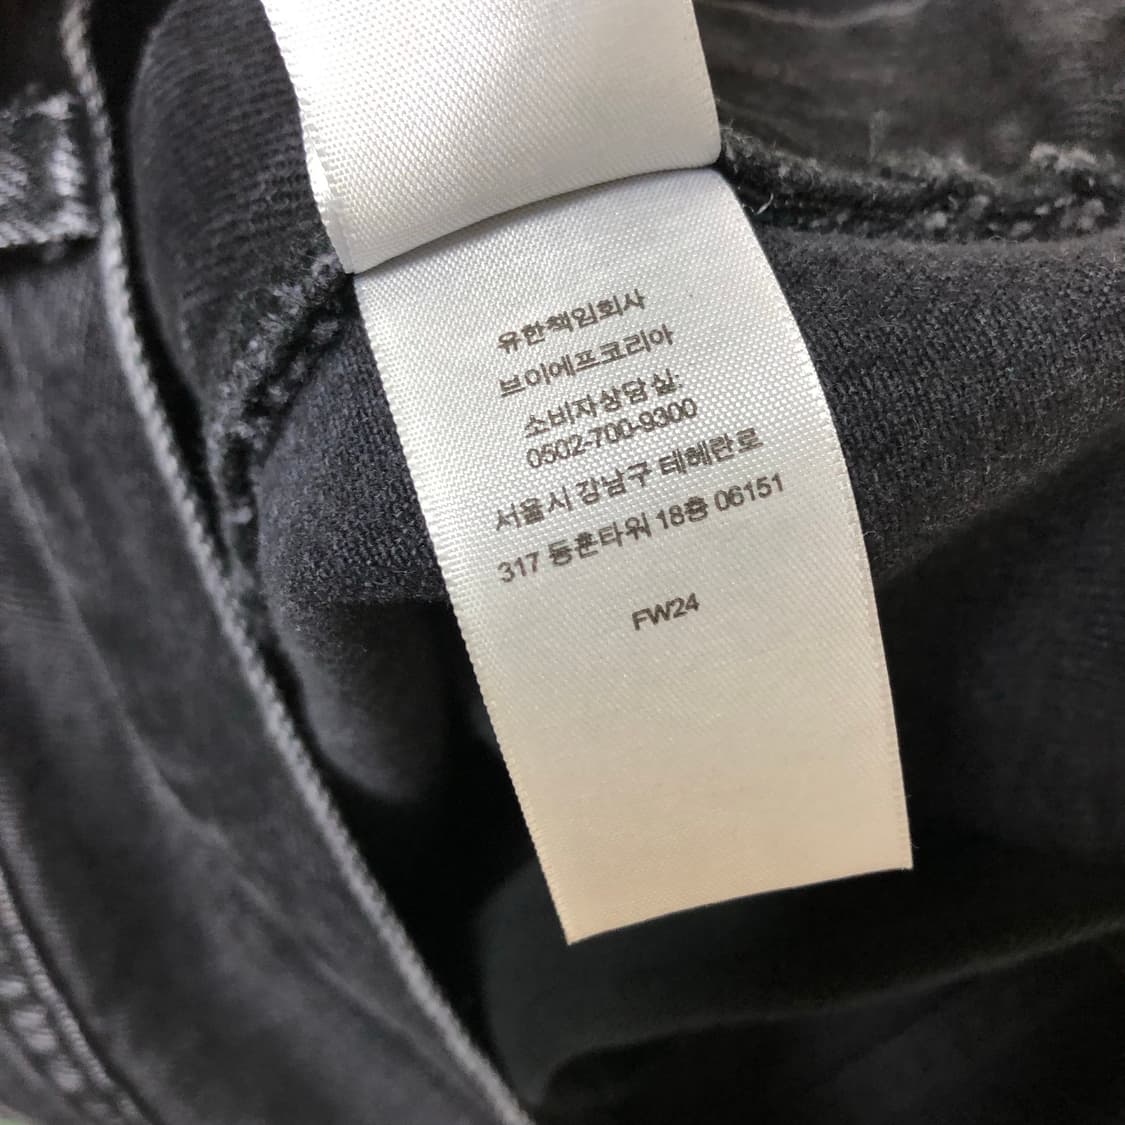 유한책임회사
브이에프코리아
소비자상담실:
0502-700-9300
서울시 강남구 테헤란로
317 동훈타워 18층 06151
FW24